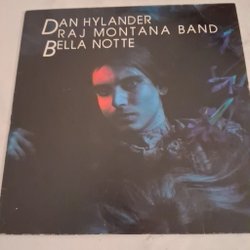 DAN HYLANDER
RAJ MONTANA BAND
BELLA NOTTE